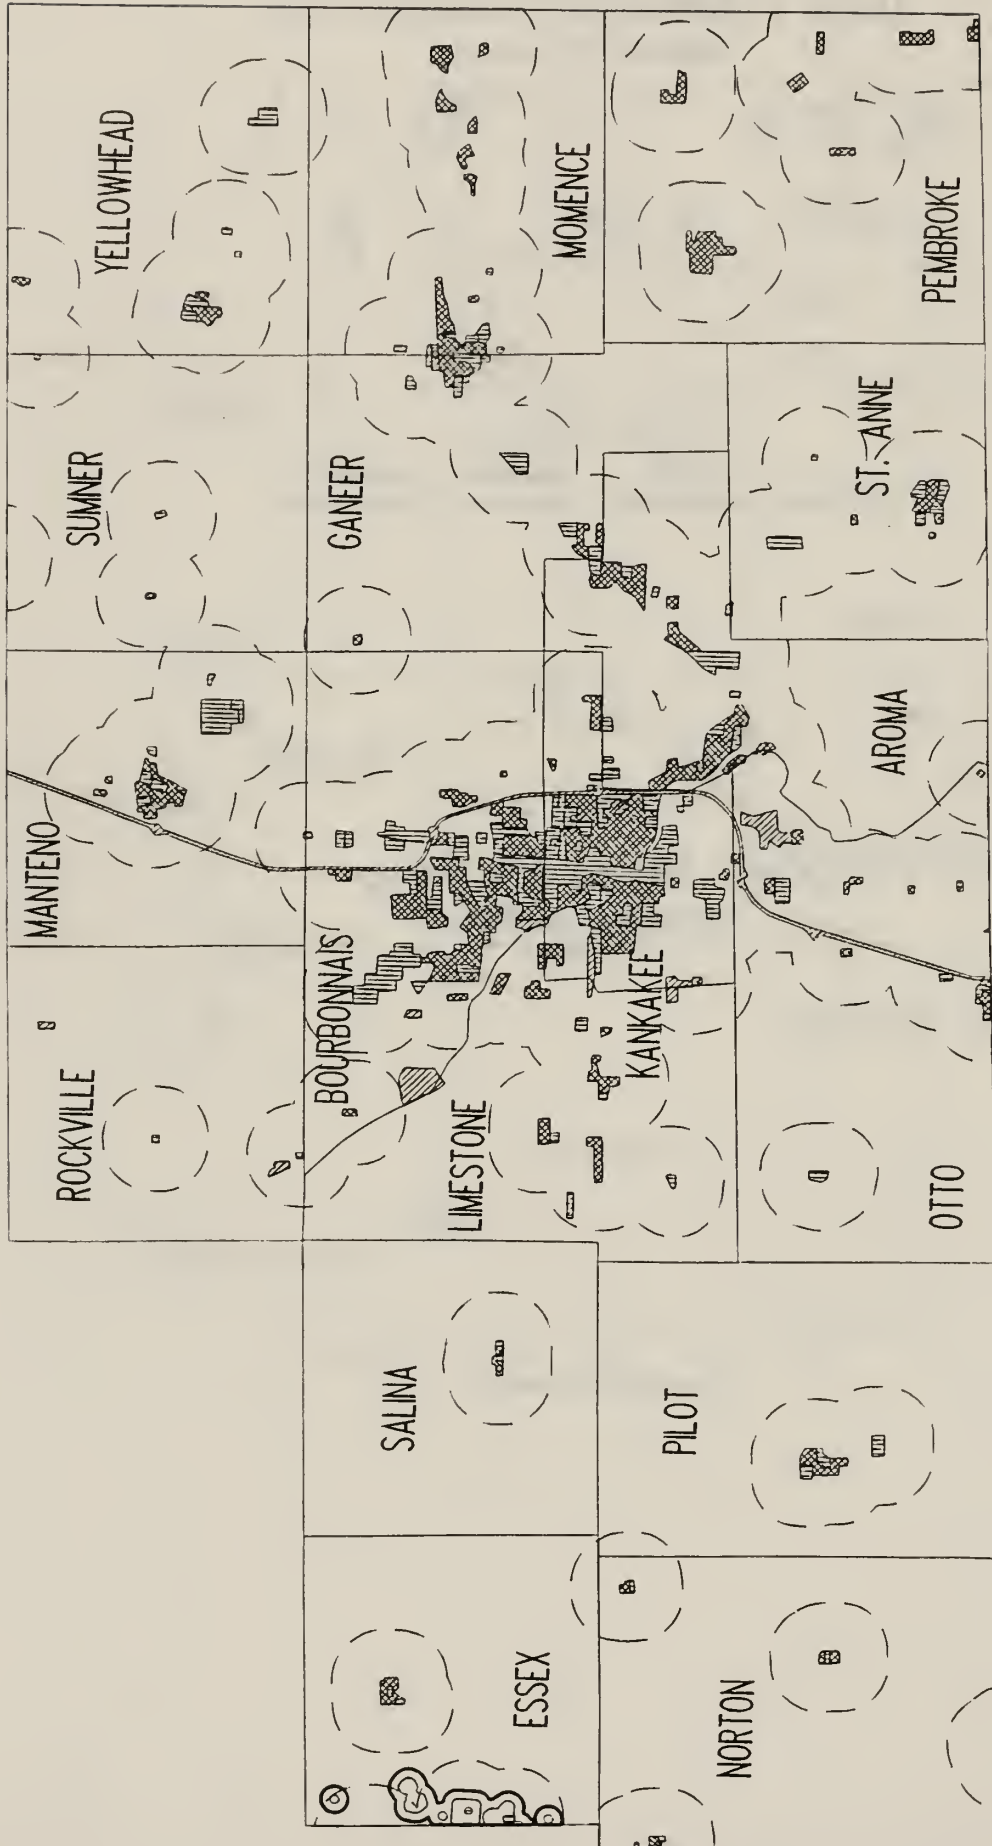 ROCKVILLE
MANTENO
SUMNER
YELLOWHEAD
ESSEX
SALINA
LIMESTONE
BOURBONNAIS
GANEER
MOMENCE
NORTON
PILOT
OTTO
KANKAKEE
AROMA
ST. ANNE
PEMBROKE